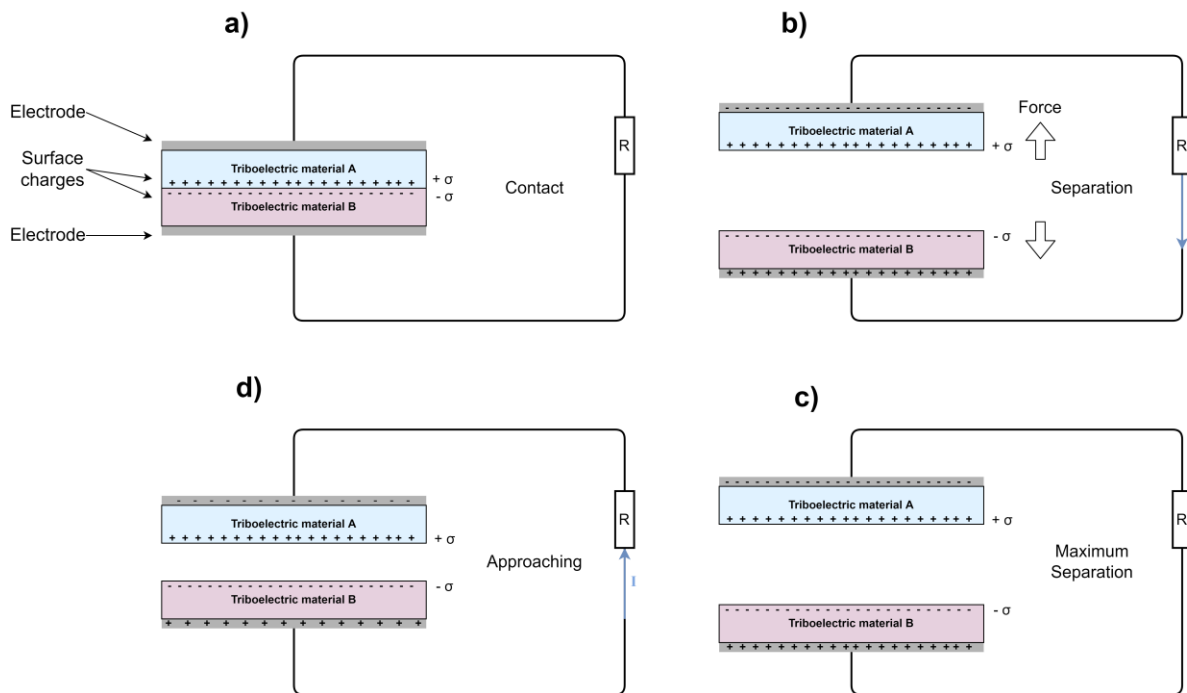 a)
Electrode
Surface
charges
Electrode
Triboelectric material A
+ + + + + + + + + + + + + + + + + + + + +
- - - - - - - - - - - - - - - - - - - - -
Triboelectric material B
+ σ
- σ
Contact
R
b)
- - - - - - - - - - - - - - - - - - - - -
Triboelectric material A
+ + + + + + + + + + + + + + + + + + + + +
+ σ
Force
Separation
R
- - - - - - - - - - - - - - - - - - - - -
Triboelectric material B
+ + + + + + + + + + + + + + + + + + + + +
- σ
d)
- - - - - - - - - - - - -
Triboelectric material A
+ + + + + + + + + + + + + + + + + + + + +
+ σ
Approaching
R
I
- - - - - - - - - - - - - - - - - - - - -
Triboelectric material B
+ + + + + + + + + + + + +
- σ
c)
- - - - - - - - - - - - - - - - - - - - -
Triboelectric material A
+ + + + + + + + + + + + + + + + + + + + +
+ σ
Maximum
Separation
R
- - - - - - - - - - - - - - - - - - - - -
Triboelectric material B
+ + + + + + + + + + + + + + + + + + + + +
- σ